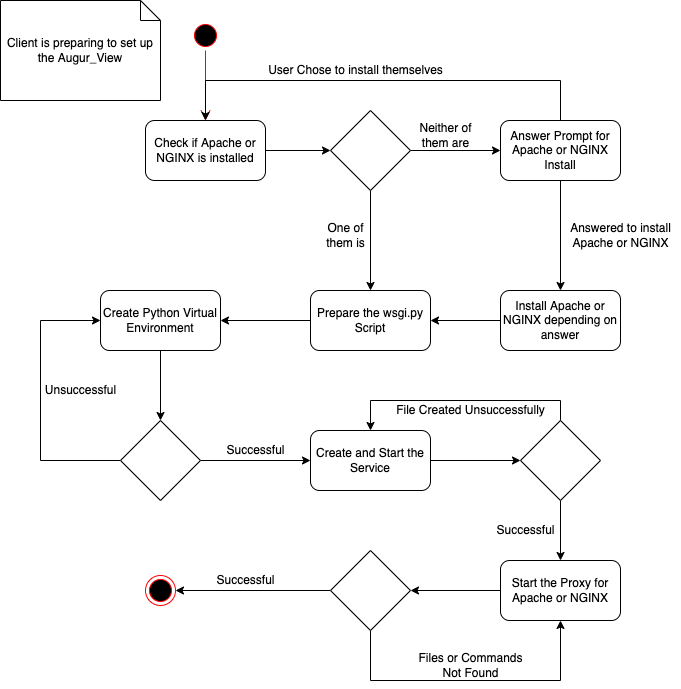 Client is preparing to set up
the Augur_View
User Chose to install themselves
Check if Apache or
NGINX is installed
Neither of
them are
Answer Prompt for
Apache or NGINX
Install
One of
them is
Answered to install
Apache or NGINX
Create Python Virtual
Environment
Prepare the wsgi.py
Script
Install Apache or
NGINX depending on
answer
Unsuccessful
File Created Unsuccessfully
Successful
Create and Start the
Service
Successful
Successful
Start the Proxy for
Apache or NGINX
Files or Commands
Not Found